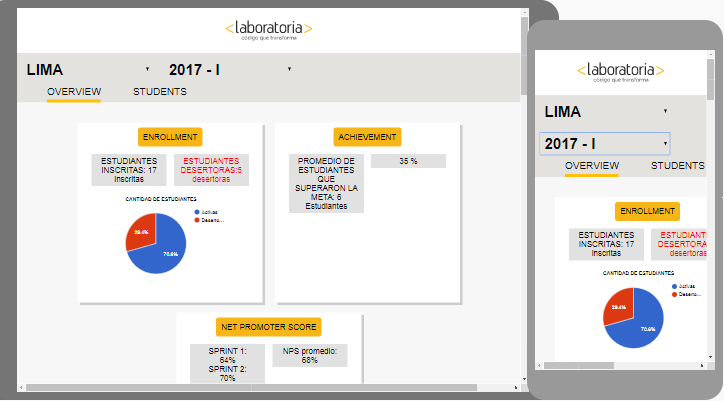 <laboratoria>
código que transforma
LIMA
2017 - I
OVERVIEW
STUDENTS
ENROLLMENT
ESTUDIANTES
INSCRITAS: 17
Inscritas
ESTUDIANTES
DESERTORAS:5
desertoras
CANTIDAD DE ESTUDIANTES
Activas
Deserto...
29.4%
70.6%
ACHIEVEMENT
PROMEDIO DE
ESTUDIANTES
QUE
SUPERARON LA
META: 6
Estudiantes
35 %
NET PROMOTER SCORE
SPRINT 1:
64%
SPRINT 2:
70%
NPS promedio:
68%
<laboratoria>
código que transforma
LIMA
2017 - I
OVERVIEW
STUDENTS
ENROLLMENT
ESTUDIANTES
INSCRITAS: 17
Inscritas
ESTUDIANT
DESERTORA
desertora
CANTIDAD DE ESTUDIANTES
Activas
Deserto...
29.4%
70.6%